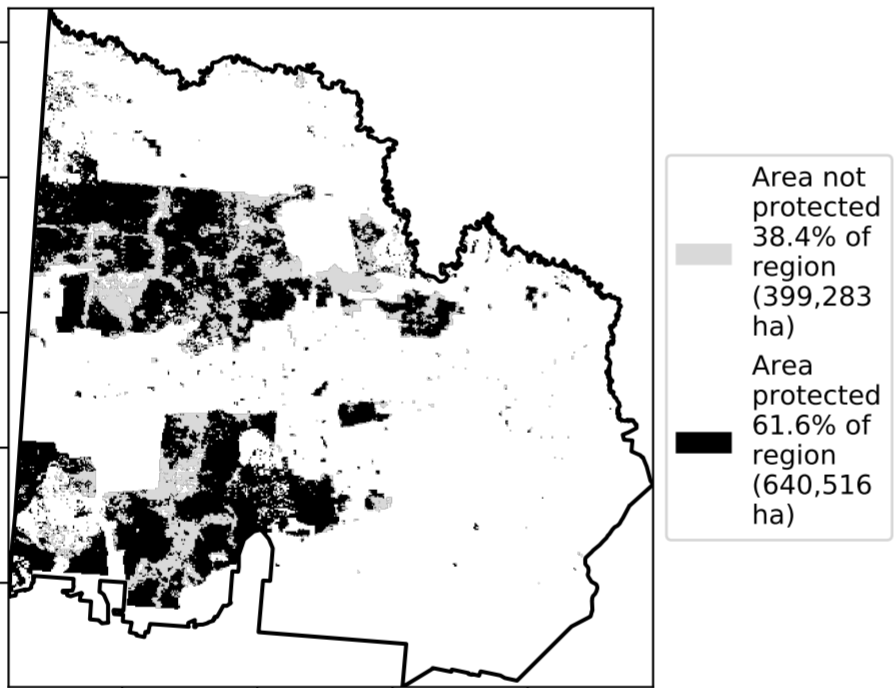 Area not
protected
38.4% of
region
(399,283
ha)
Area
protected
61.6% of
region
(640,516
ha)